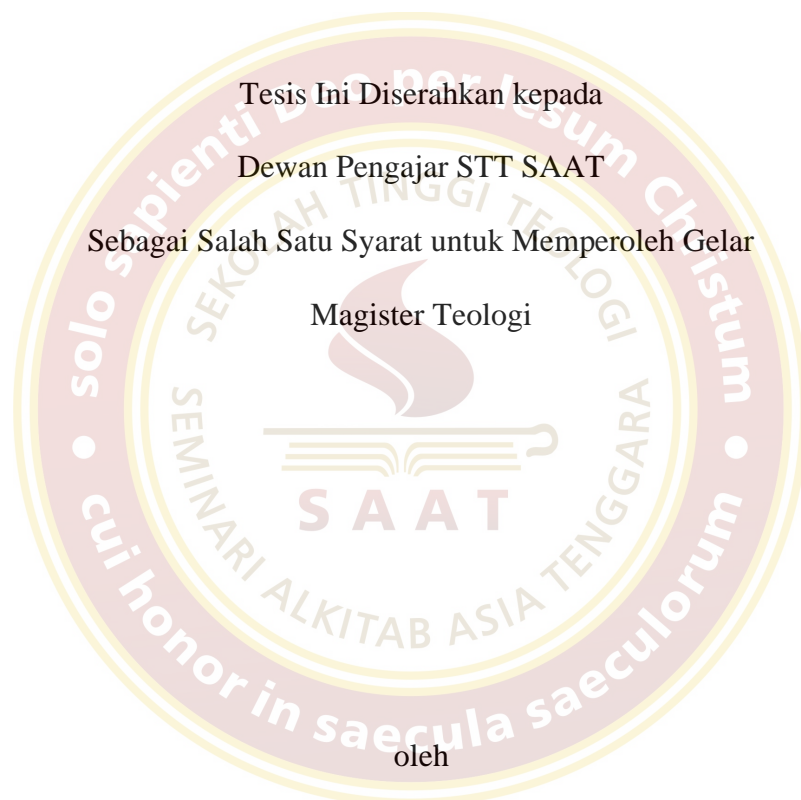 Tesis Ini Diserahkan kepada
Dewan Pengajar STT SAAT
Sebagai Salah Satu Syarat untuk Memperoleh Gelar
Magister Teologi
oleh
solo sapienti Deo per Iesum Christum
cui honor in saecula saeculorum
SEKOLAH TINGGI TEOLOGI
SEMINARI ALKITAB ASIA TENGGARA
SAAT